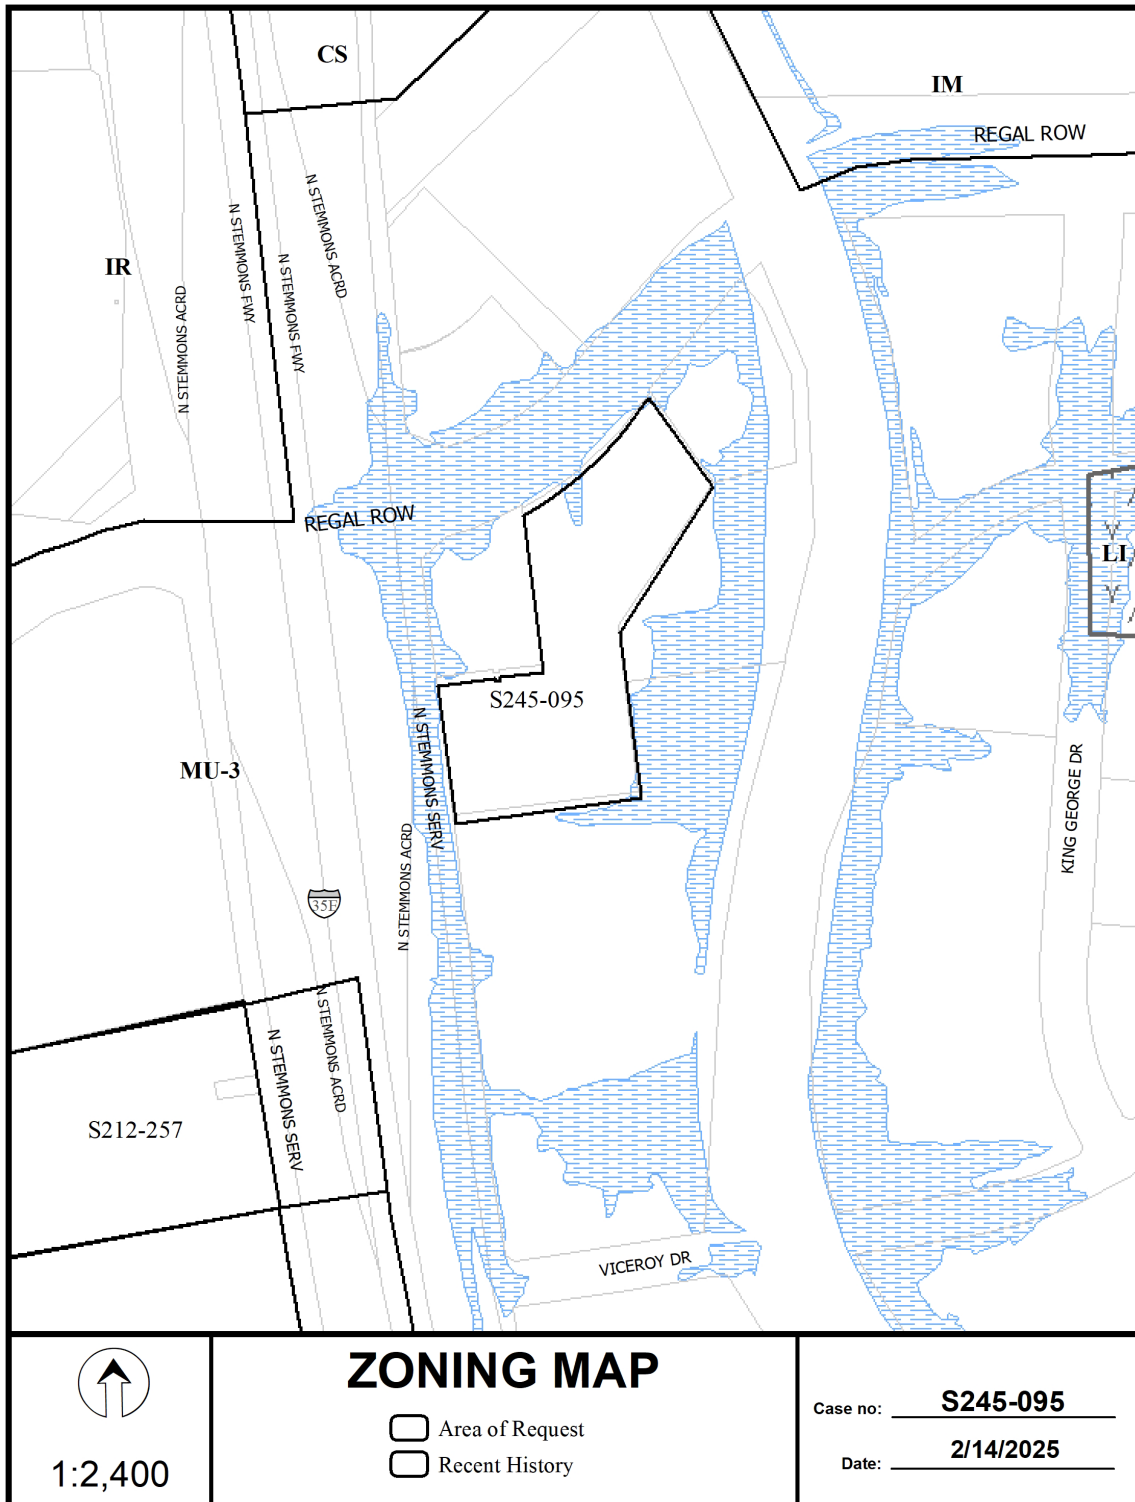 CS
IM
REGAL ROW
N STEMMONS ACRD
N STEMMONS FWY
N STEMMONS FWY
N STEMMONS ACRD
IR
REGAL ROW
LI
S245-095
N STEMMONS SERV
MU-3
KING GEORGE DR
N STEMMONS ACRD
35E
N STEMMONS ACRD
N STEMMONS SERV
S212-257
VICEROY DR
ZONING MAP
Area of Request
Recent History
1:2,400
Case no: S245-095
Date: 2/14/2025